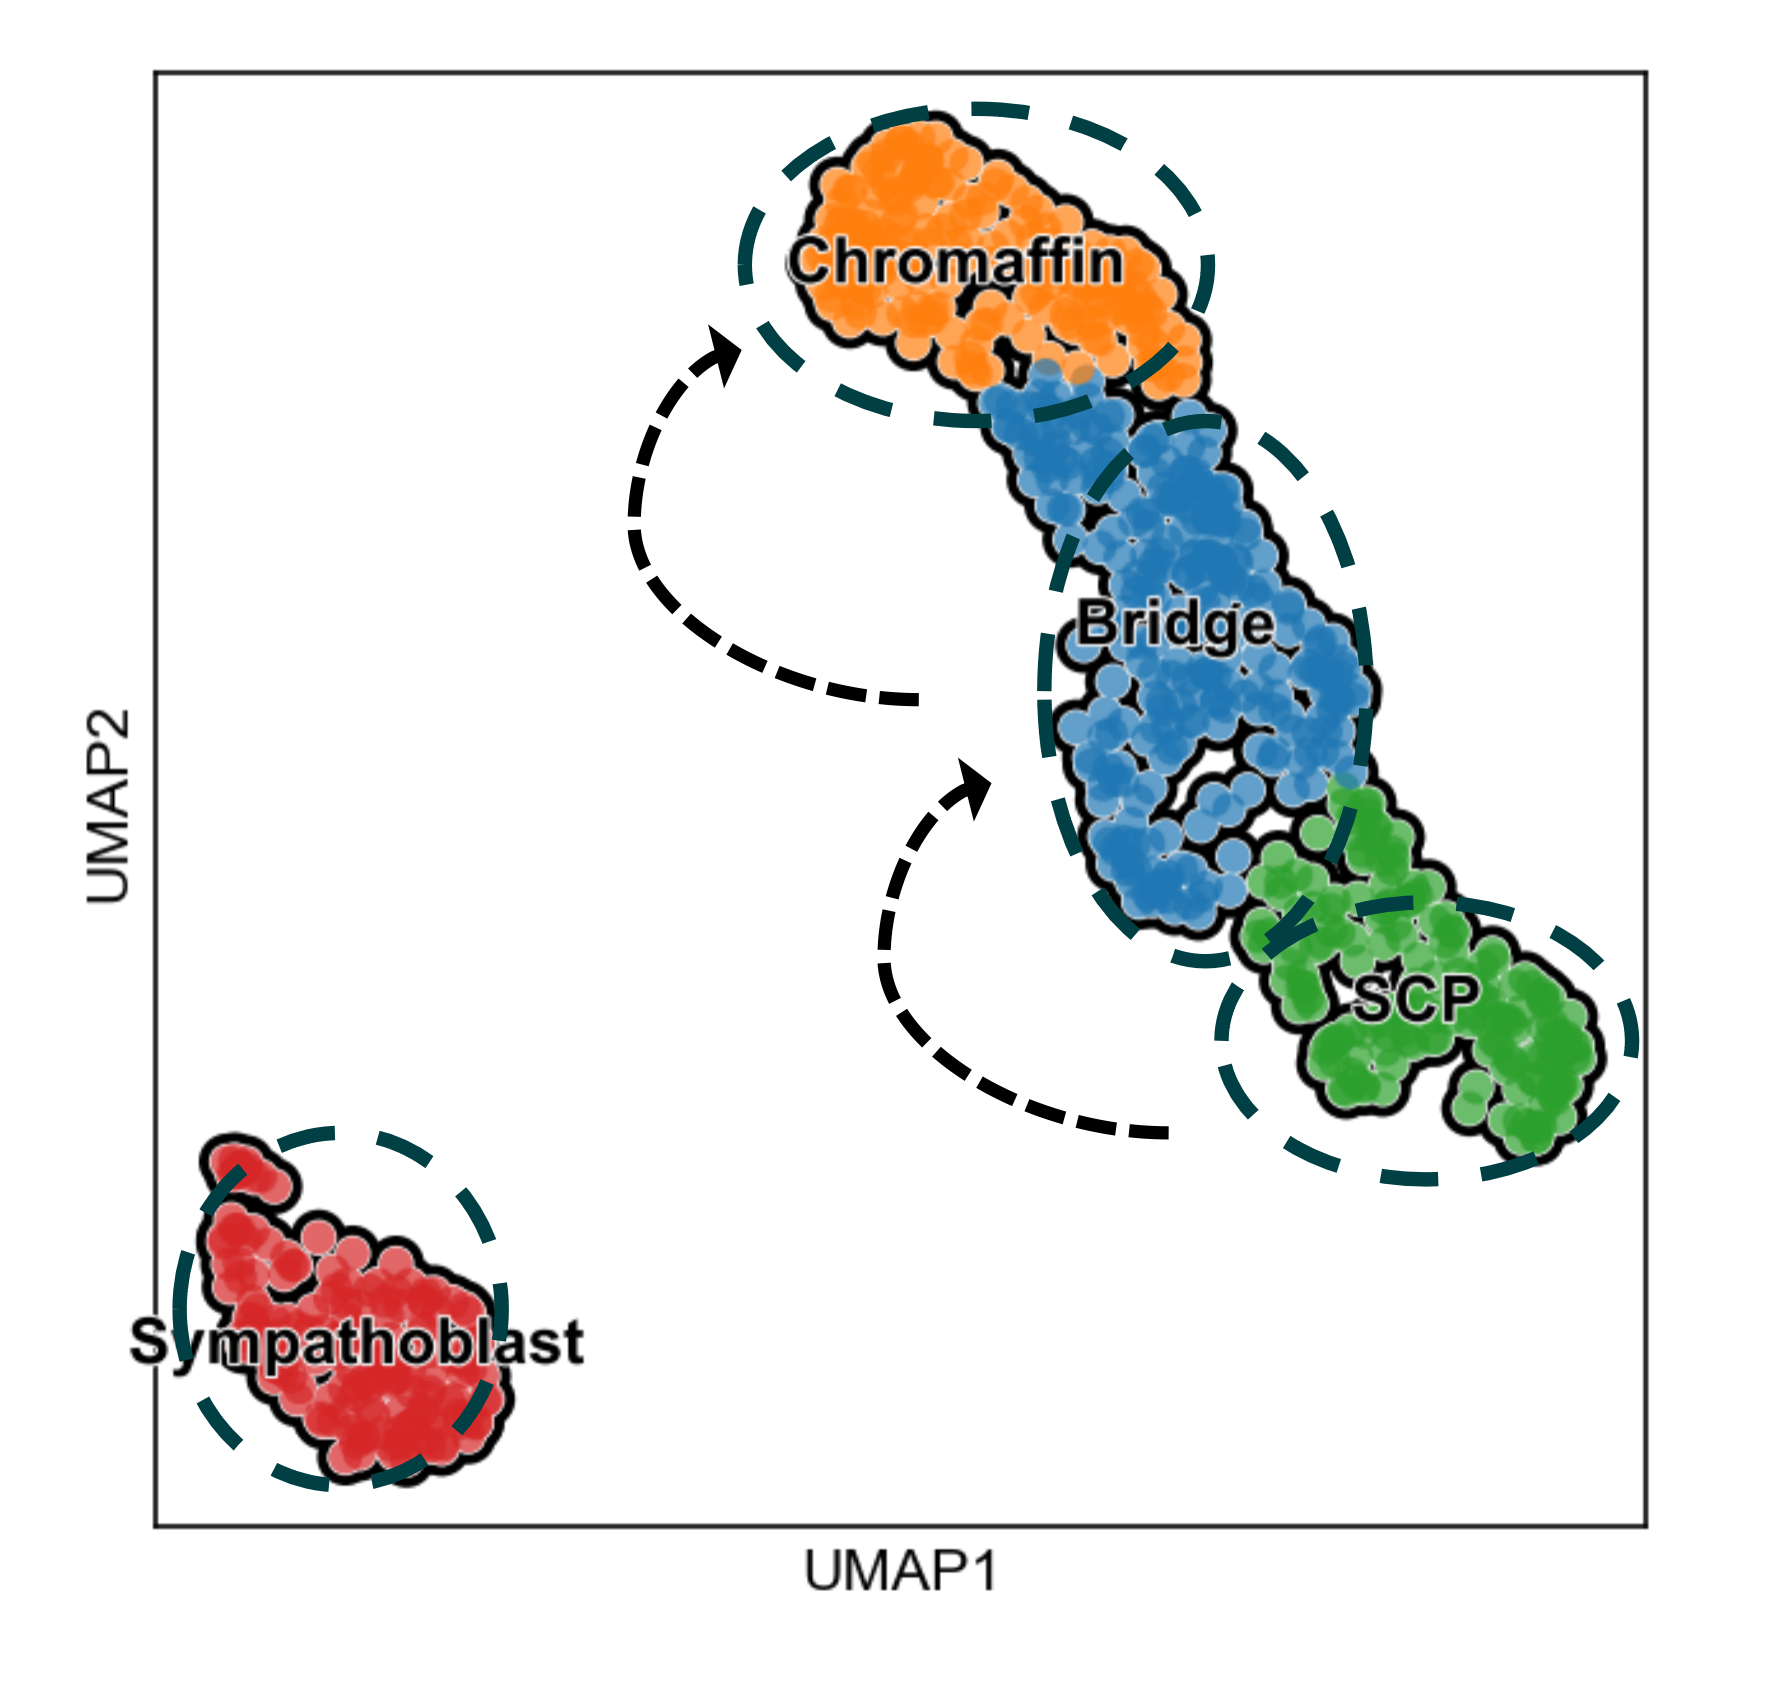 Chromaffin
Bridge
SCP
Sympathoblast
UMAP1
UMAP2